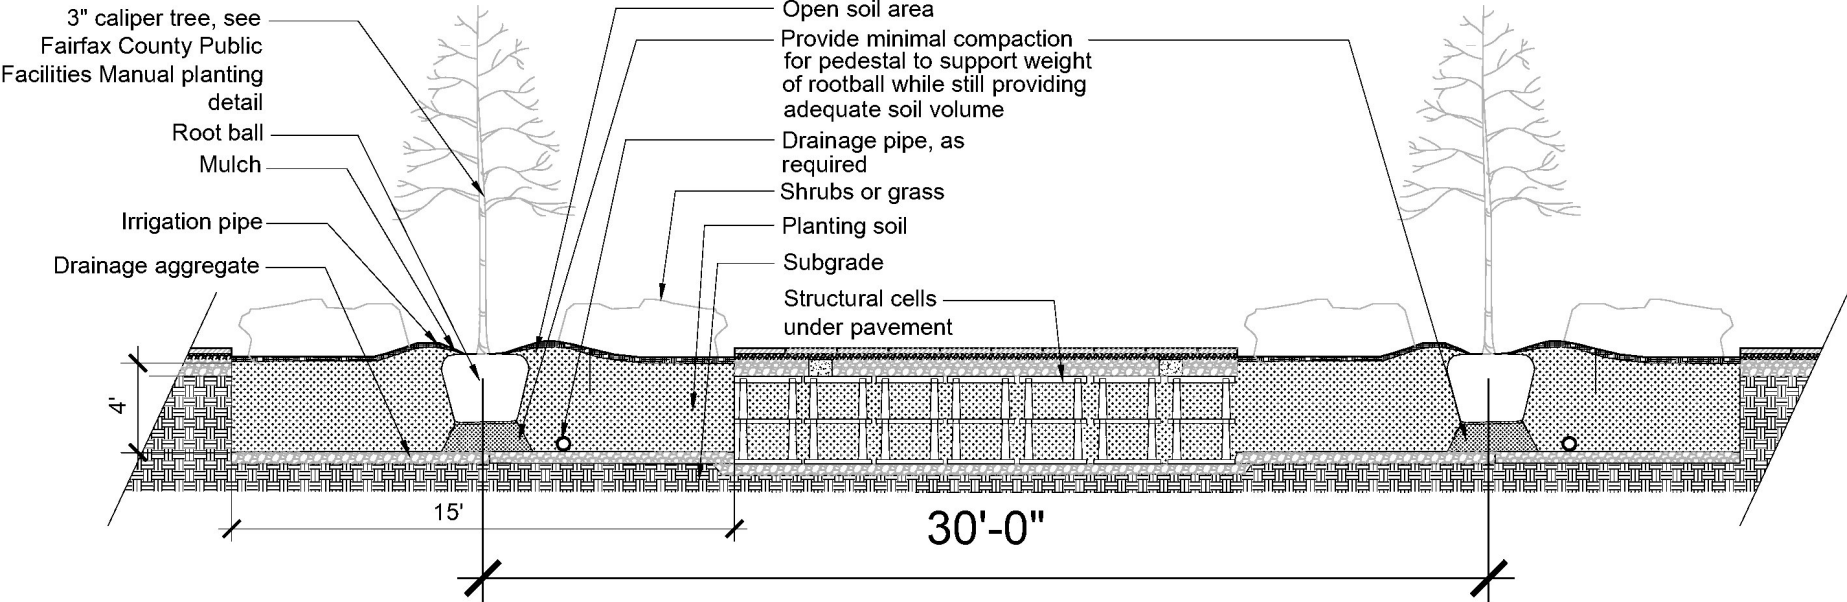 3" caliper tree, see
Fairfax County Public
Facilities Manual planting
detail
Root ball
Mulch
Irrigation pipe
Drainage aggregate
Open soil area
Provide minimal compaction
for pedestal to support weight
of rootball while still providing
adequate soil volume
Drainage pipe, as
required
Shrubs or grass
Planting soil
Subgrade
Structural cells
under pavement
4'
15'
30'-0"